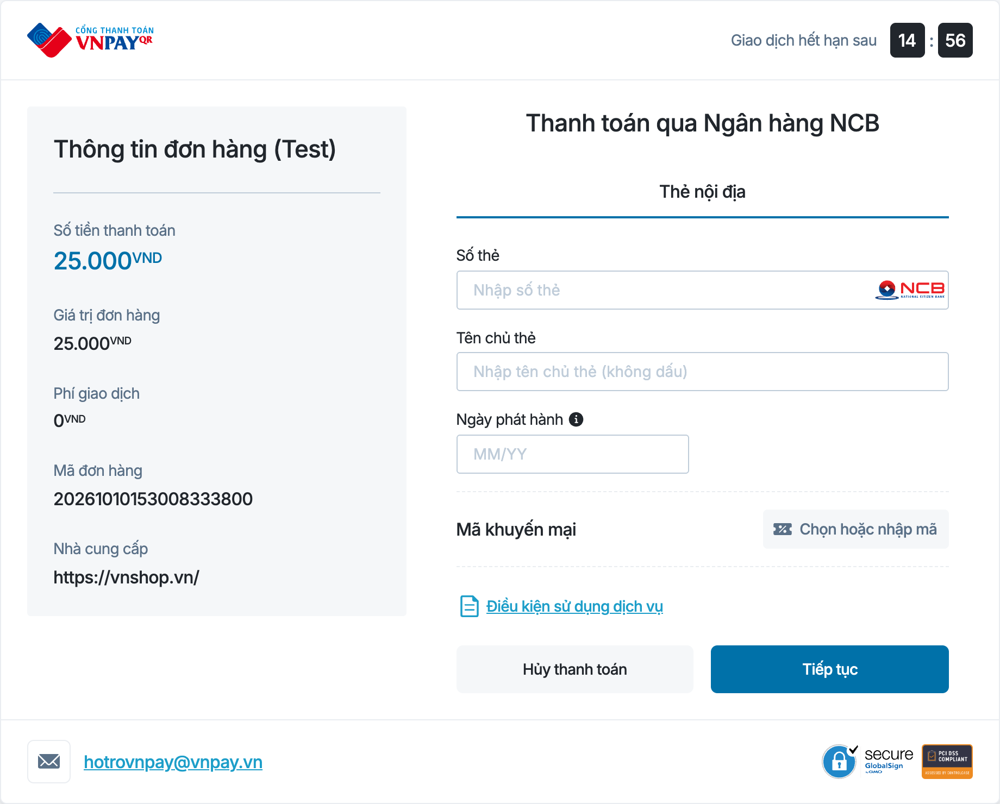 CỔNG THANH TOÁN
VNPAYQR
Giao dịch hết hạn sau 14 : 56
Thông tin đơn hàng (Test)
Số tiền thanh toán
25.000VND
Giá trị đơn hàng
25.000VND
Phí giao dịch
0VND
Mã đơn hàng
20261010153008333800
Nhà cung cấp
https://vnshop.vn/
Thanh toán qua Ngân hàng NCB
Thẻ nội địa
Số thẻ
Nhập số thẻ
NCB
NATIONAL CITIZEN BANK
Tên chủ thẻ
Nhập tên chủ thẻ (không dấu)
Ngày phát hành
MM/YY
Mã khuyến mại
Chọn hoặc nhập mã
Điều kiện sử dụng dịch vụ
Hủy thanh toán
Tiếp tục
hotrovnpay@vnpay.vn
secure
GlobalSign
by GMO
PCI DSS
COMPLIANT
ASSESSED BY CONTROLCASE